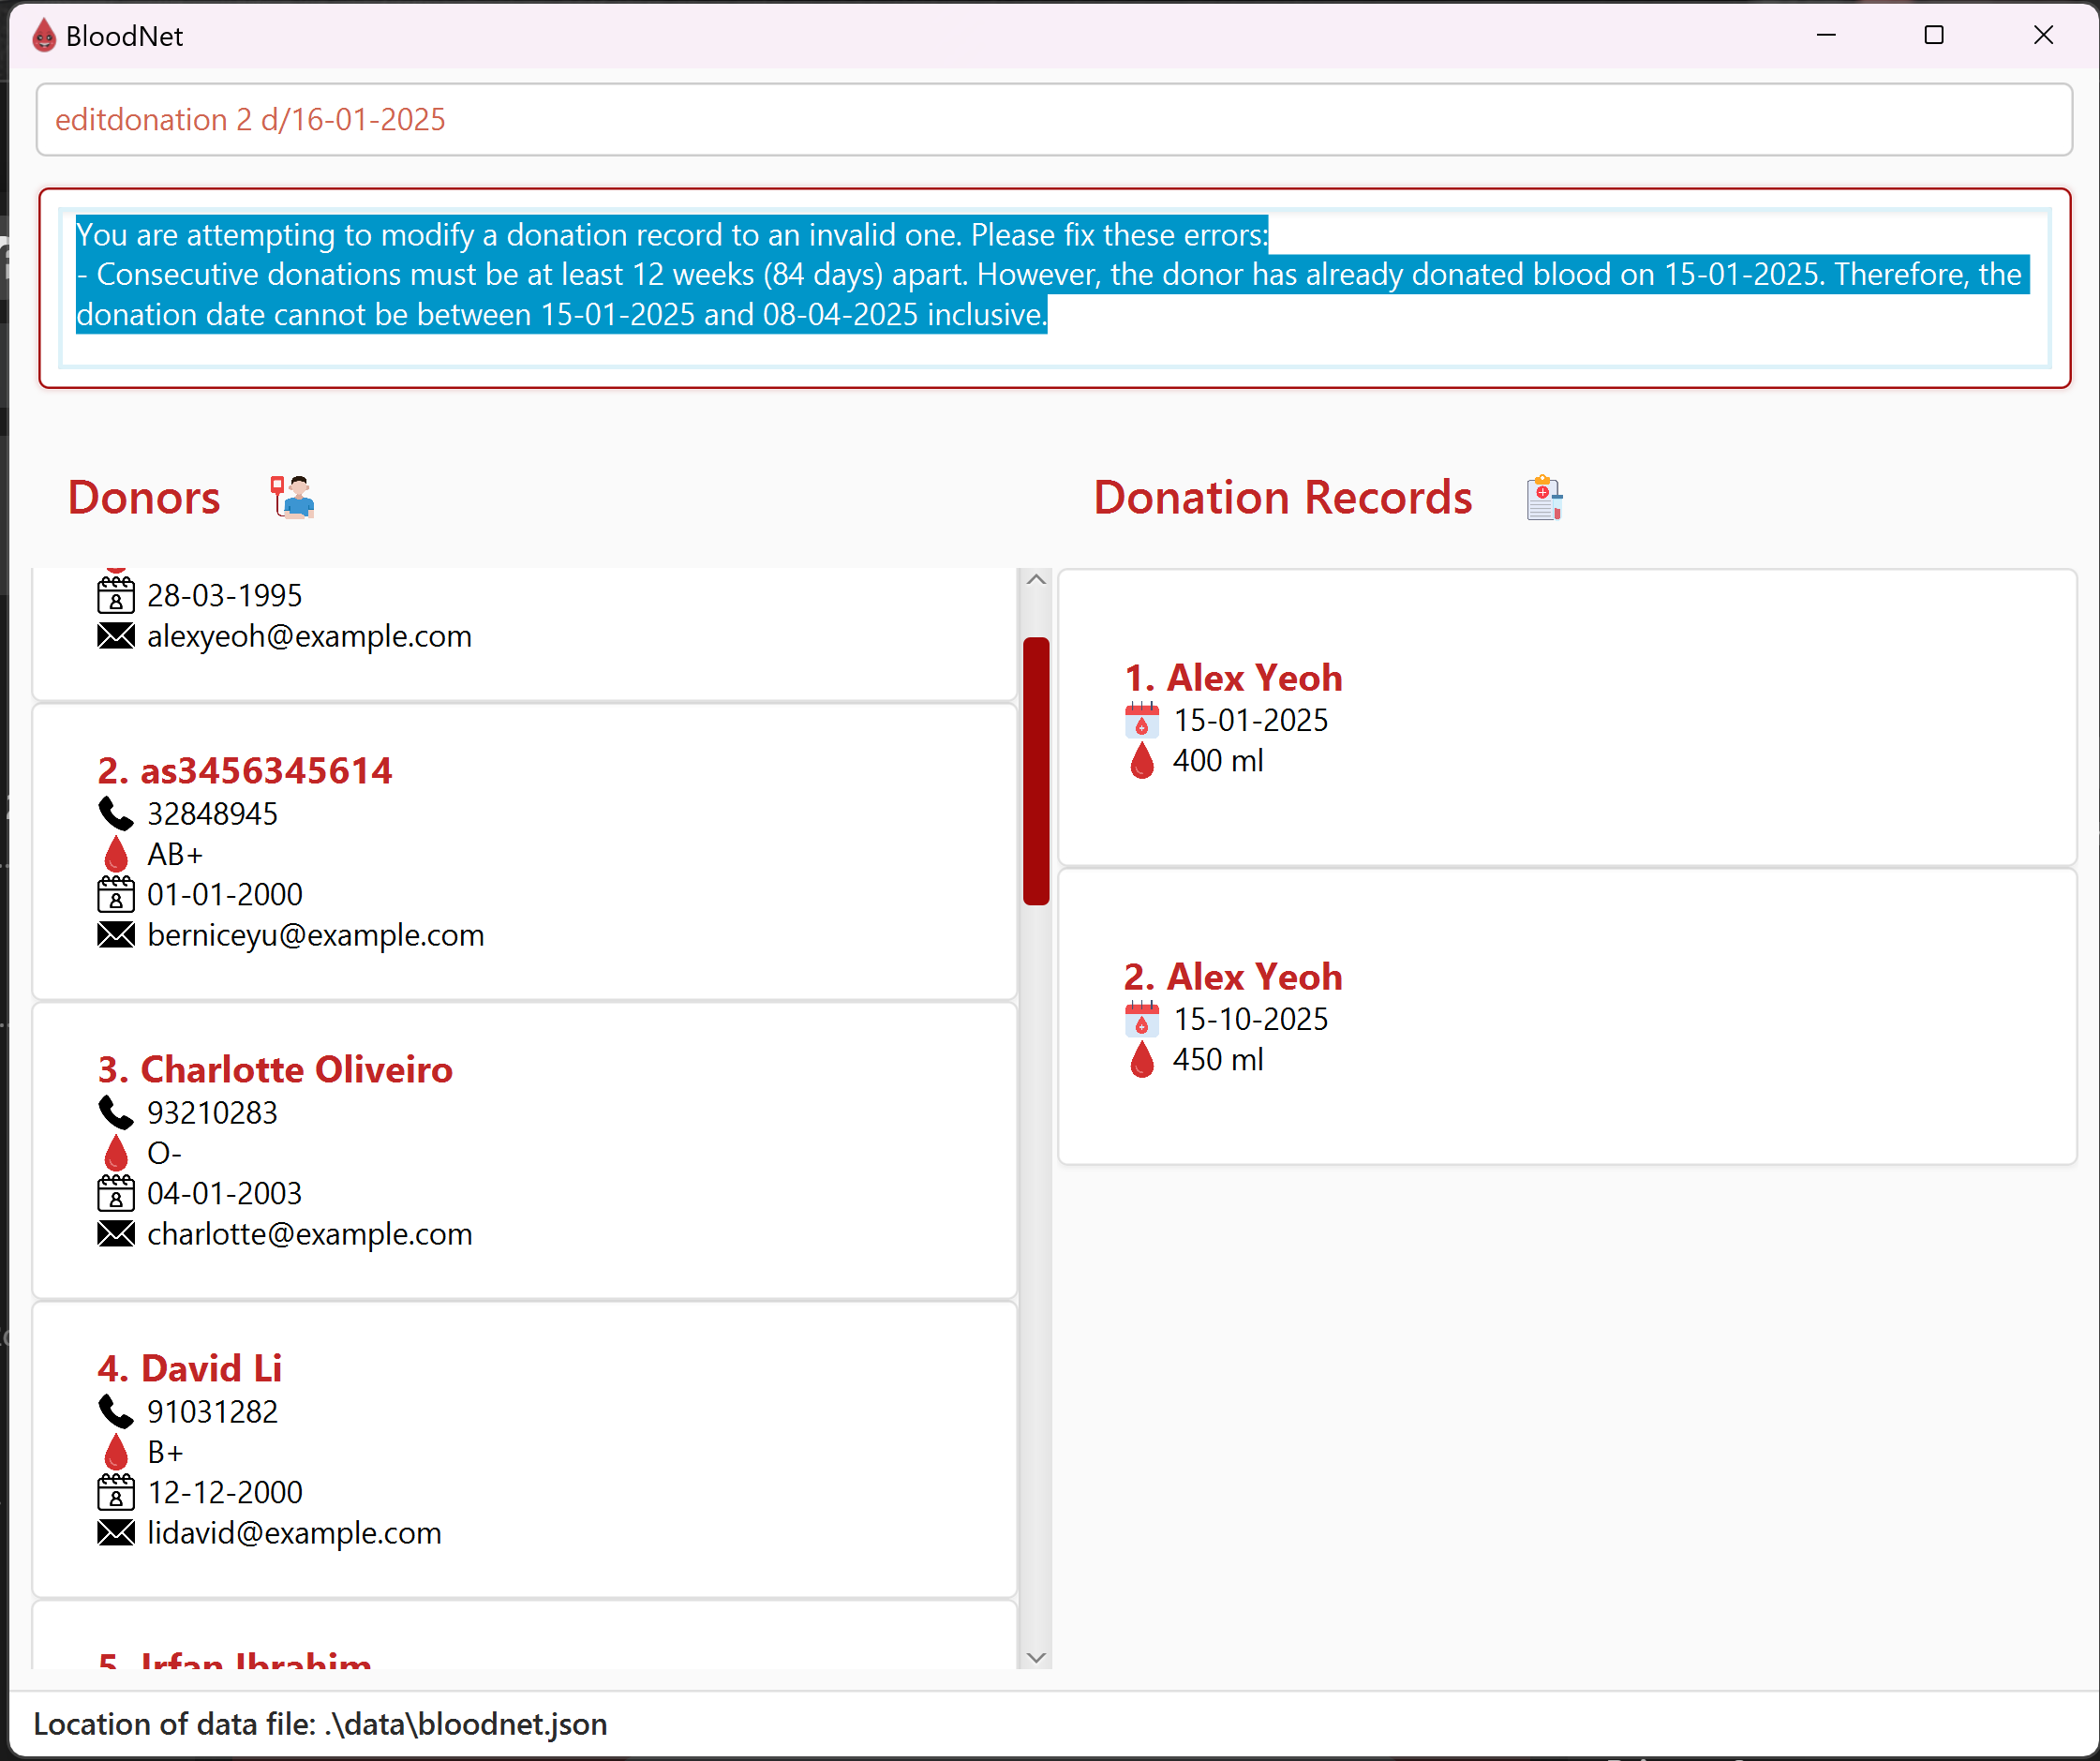 BloodNet
editdonation 2 d/16-01-2025
You are attempting to modify a donation record to an invalid one. Please fix these errors:
- Consecutive donations must be at least 12 weeks (84 days) apart. However, the donor has already donated blood on 15-01-2025. Therefore, the
donation date cannot be between 15-01-2025 and 08-04-2025 inclusive.
Donors
28-03-1995
alexyeoh@example.com
2. as3456345614
32848945
AB+
01-01-2000
berniceyu@example.com
3. Charlotte Oliveiro
93210283
O-
04-01-2003
charlotte@example.com
4. David Li
91031282
B+
12-12-2000
lidavid@example.com
5. Irfan Ibrahim
Donation Records
1. Alex Yeoh
15-01-2025
400 ml
2. Alex Yeoh
15-10-2025
450 ml
Location of data file: .\data\bloodnet.json